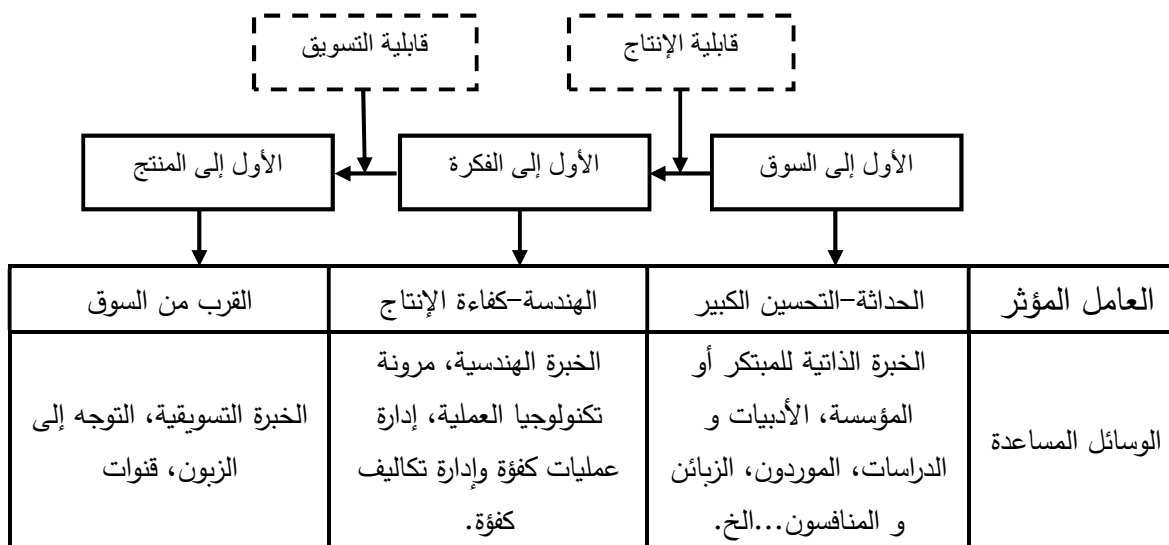 قابلية الإنتاج
قابلية التسويق
الأول إلى السوق
الأول إلى الفكرة
الأول إلى المنتج
العامل المؤثر
الحداثة-التحسين الكبير
الهندسة-كفاءة الإنتاج
القرب من السوق
الوسائل المساعدة
الخبرة الذاتية للمبتكر أو
المؤسسة، الأدبيات و
الدراسات، الموردون، الزبائن
و المنافسون...الخ.
الخبرة الهندسية، مرونة
تكنولوجيا العملية، إدارة
عمليات كفؤة وإدارة تكاليف
كفؤة.
الخبرة التسويقية، التوجه إلى
الزبون، قنوات